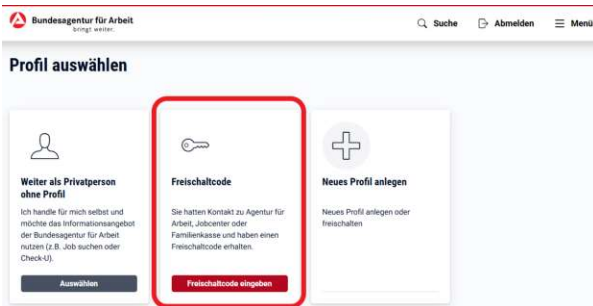 Bundesagentur für Arbeit
bringt weiter.
Suche
Abmelden
Menü
Profil auswählen
Weiter als Privatperson
ohne Profil
Ich handle für mich selbst und
möchte das Informationsangebot
der Bundesagentur für Arbeit
nutzen (z.B. Job suchen oder
Check-U).
Auswählen
Freischaltcode
Sie hatten Kontakt zu Agentur für
Arbeit, Jobcenter oder
Familienkasse und haben einen
Freischaltcode erhalten.
Freischaltcode eingeben
Neues Profil anlegen
Neues Profil anlegen oder
freischalten